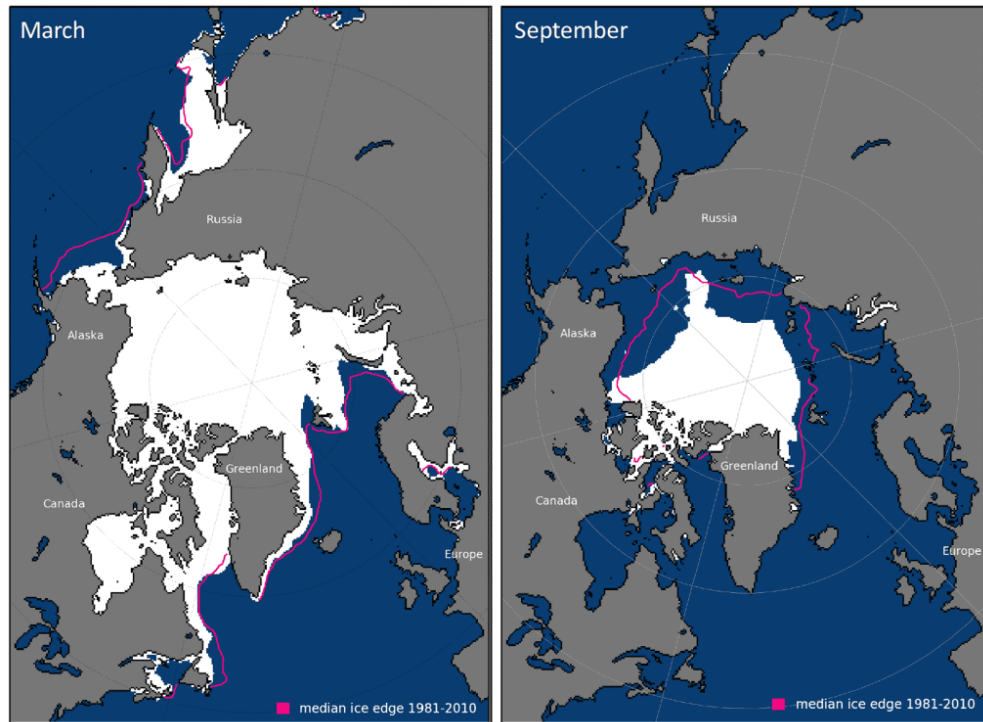 March
Russia
Alaska
Greenland
Canada
Europe
median ice edge 1981-2010
September
Russia
Alaska
Greenland
Canada
Europe
median ice edge 1981-2010